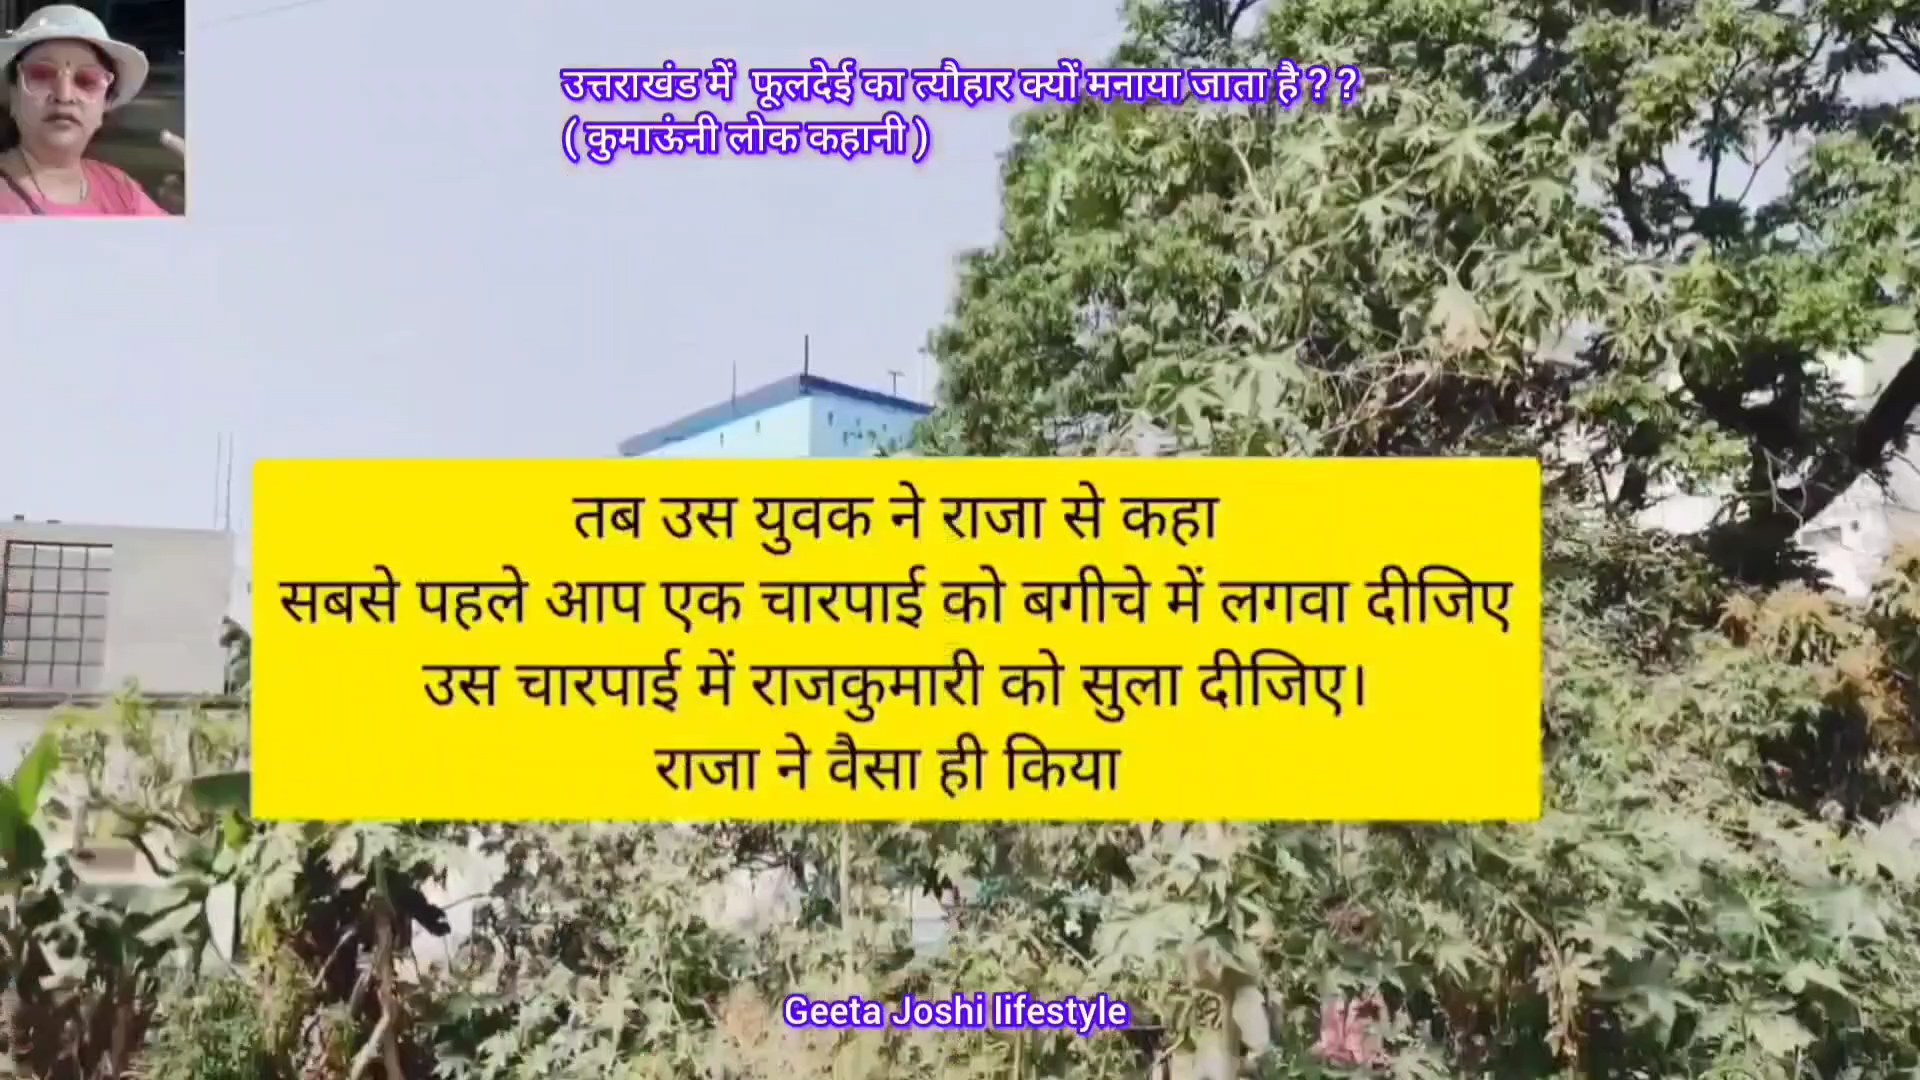 उत्तराखंड में फूलदेई का त्यौहार क्यों मनाया जाता है ? ?
( कुमाऊंनी लोक कहानी )
तब उस युवक ने राजा से कहा
सबसे पहले आप एक चारपाई को बगीचे में लगवा दीजिए
उस चारपाई में राजकुमारी को सुला दीजिए।
राजा ने वैसा ही किया
Geeta Joshi lifestyle